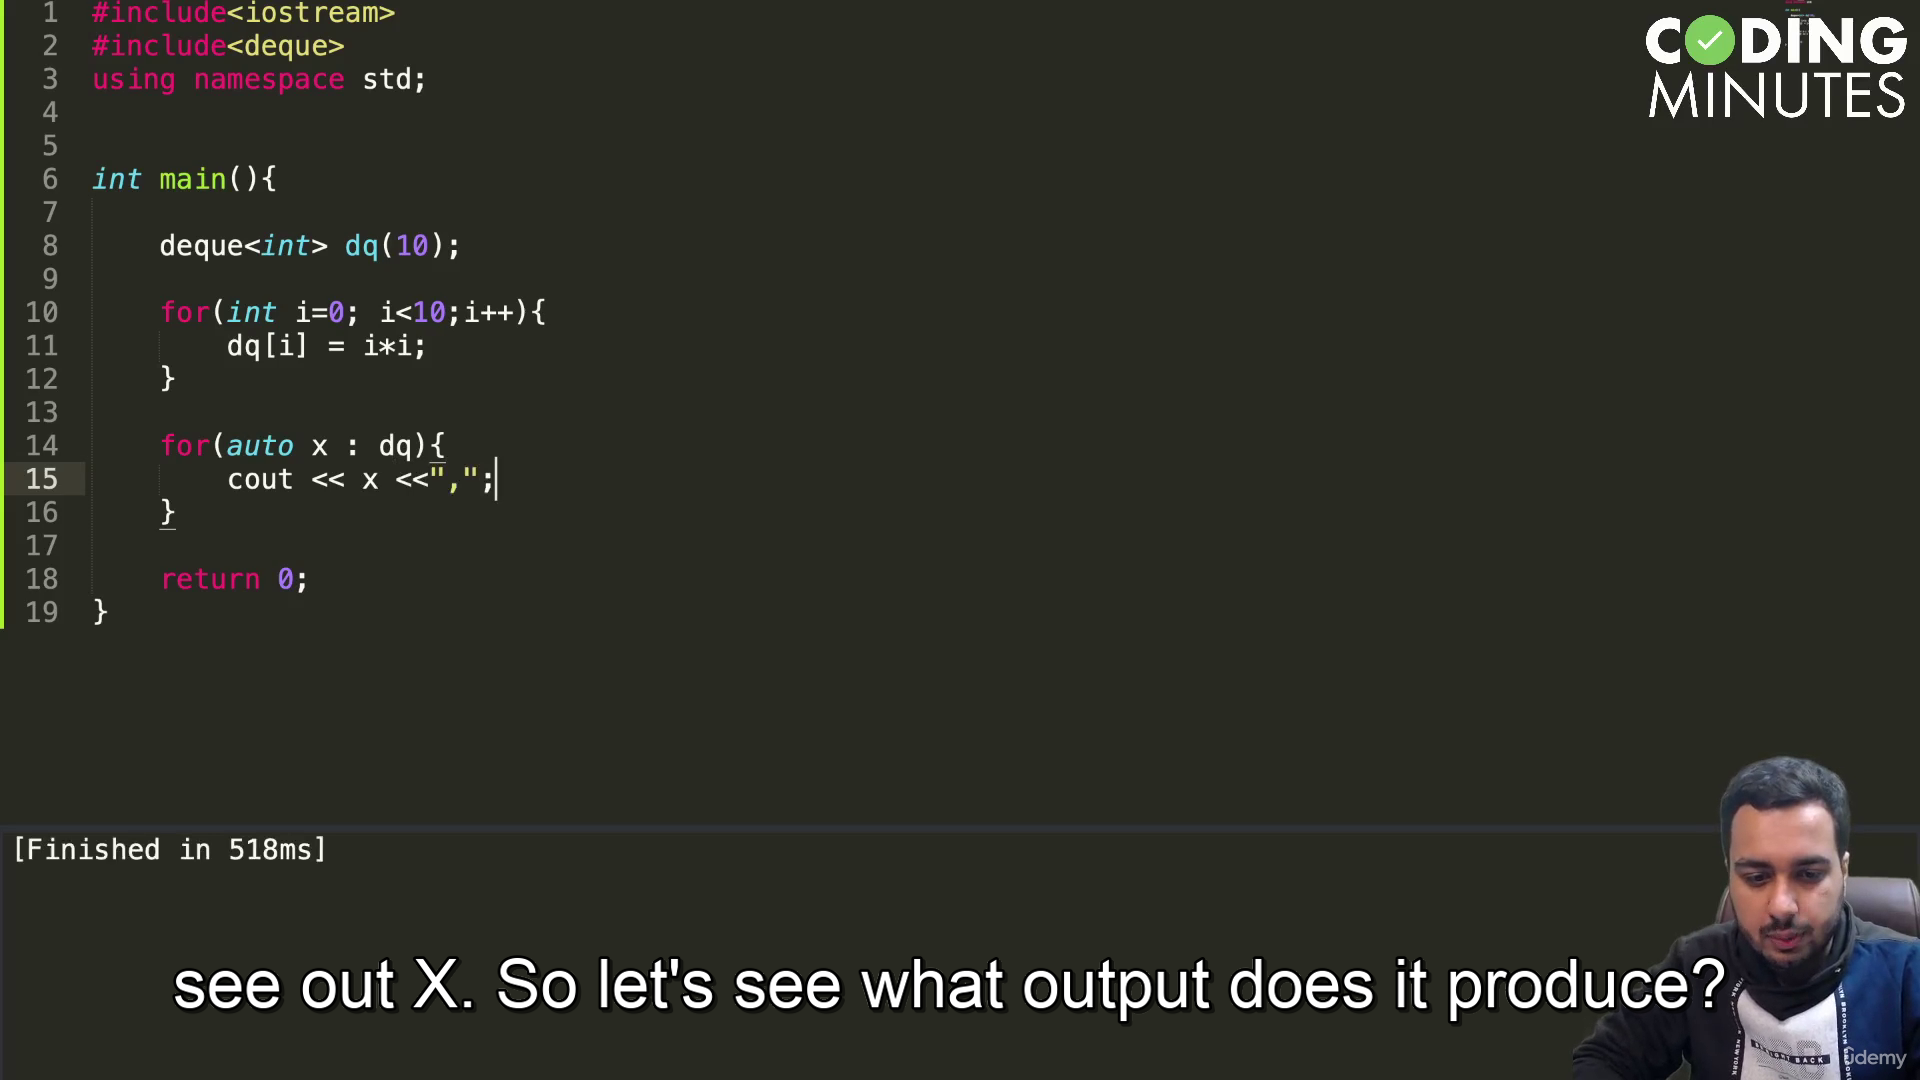 1 #include<iostream>
2 #include<deque>
3 using namespace std;
4
5
6 int main(){
7
8 deque<int> dq(10);
9
10 for(int i=0; i<10;i++){
11 dq[i] = i*i;
12 }
13
14 for(auto x : dq){
15 cout << x <<",";
16 }
17
18 return 0;
19 }
CODING
MINUTES
[Finished in 518ms]
see out X. So let's see what output does it produce?
udemy